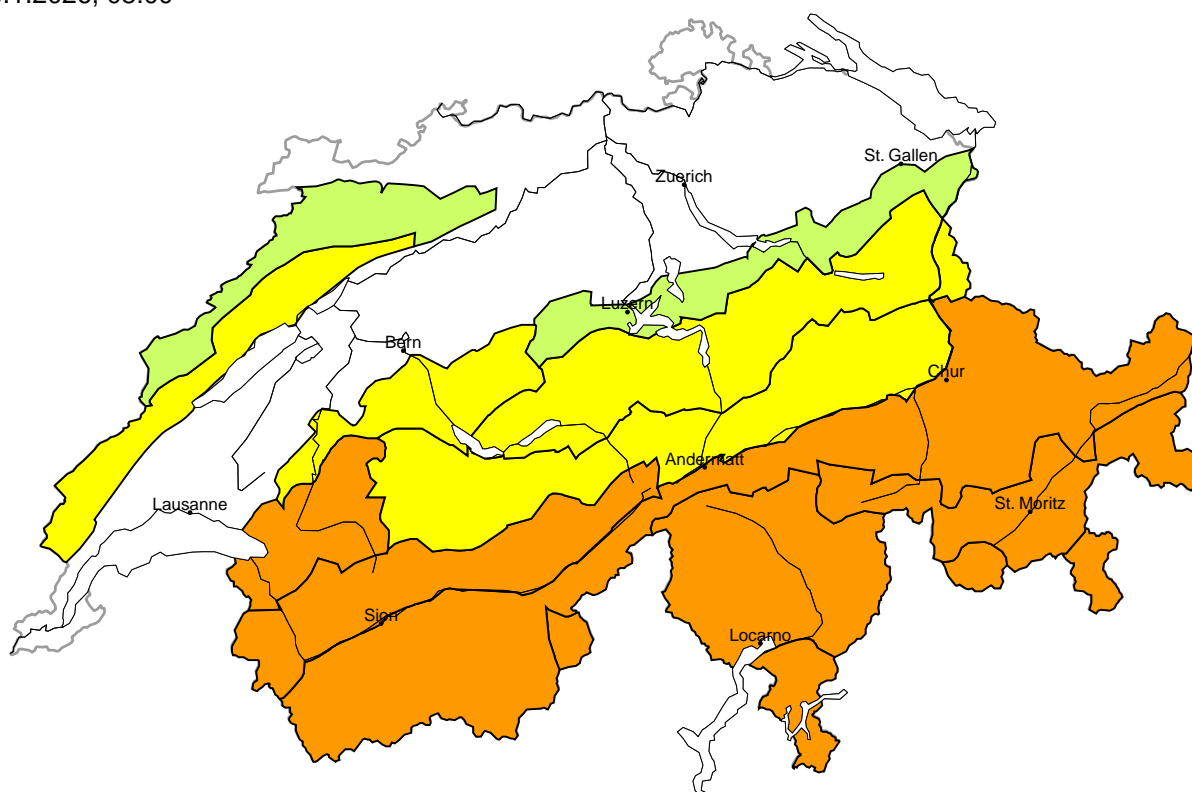 St. Gallen
Zuerich
Luzern
Bern
Chur
Andermatt
Lausanne
St. Moritz
Sion
Locarno